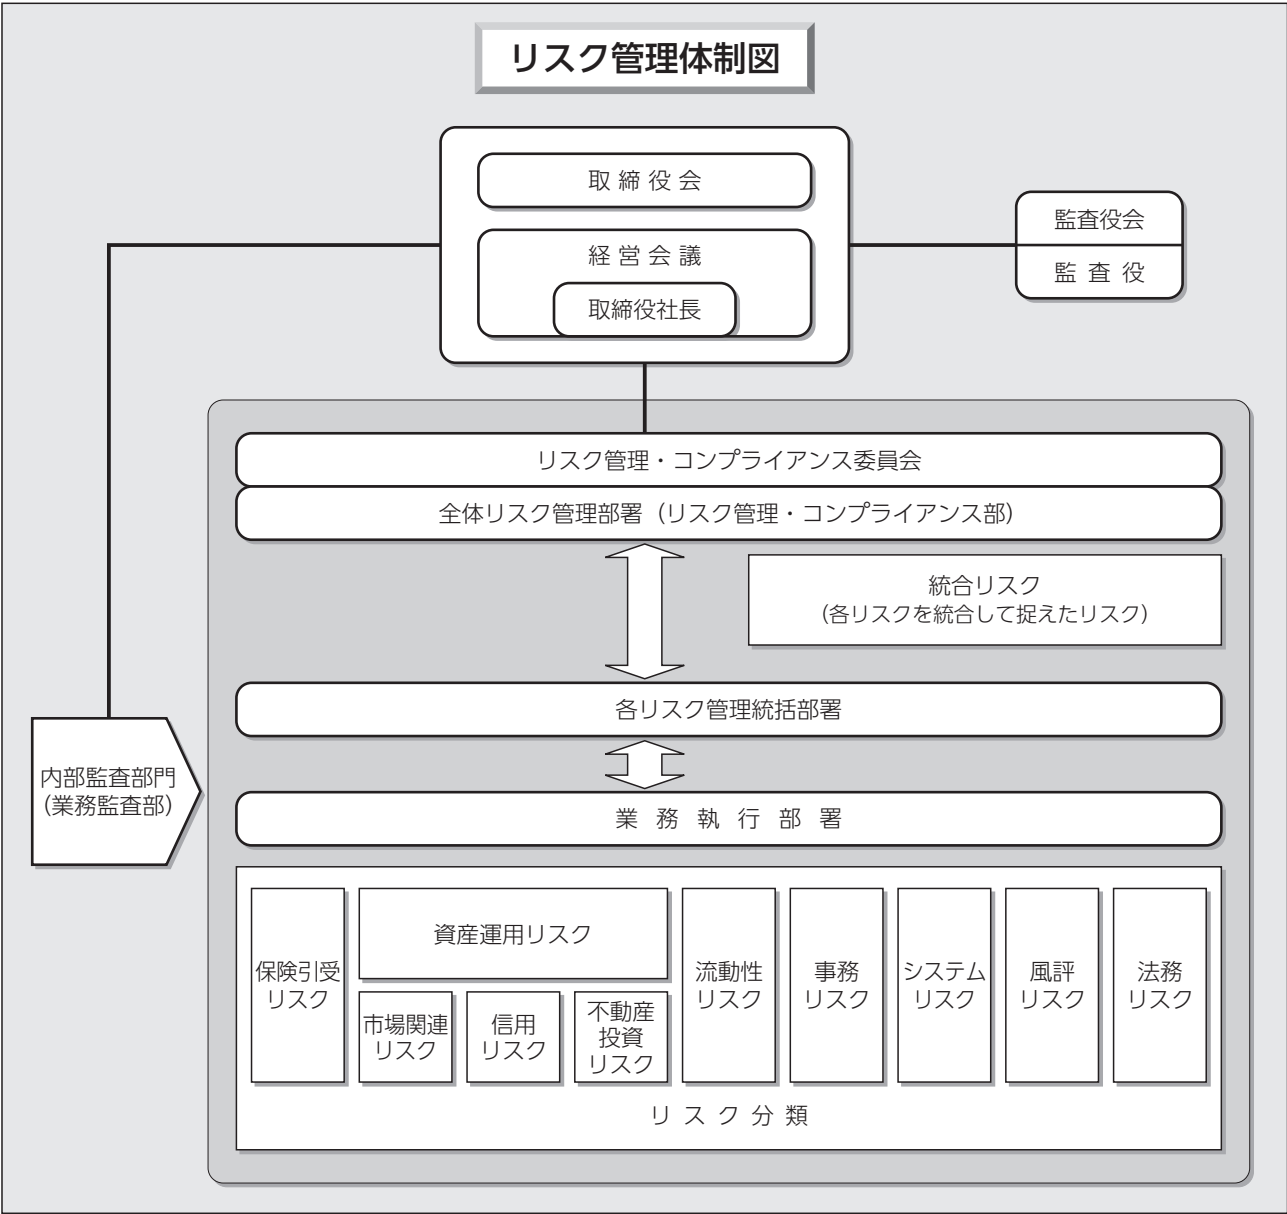 リスク管理体制図
取締役会
経営会議
取締役社長
監査役会
監査役
リスク管理・コンプライアンス委員会
全体リスク管理部署（リスク管理・コンプライアンス部）
統合リスク
（各リスクを統合して捉えたリスク）
各リスク管理統括部署
内部監査部門
（業務監査部）
業務執行部署
保険引受
リスク
資産運用リスク
市場関連
リスク
信用
リスク
不動産
投資
リスク
流動性
リスク
事務
リスク
システム
リスク
風評
リスク
法務
リスク
リスク分類